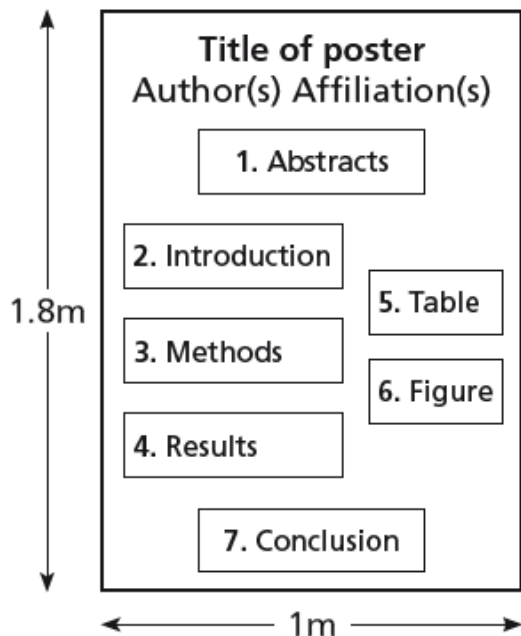 Title of poster
Author(s) Affiliation(s)
1. Abstracts
2. Introduction
3. Methods
4. Results
5. Table
6. Figure
7. Conclusion
1.8m
1m